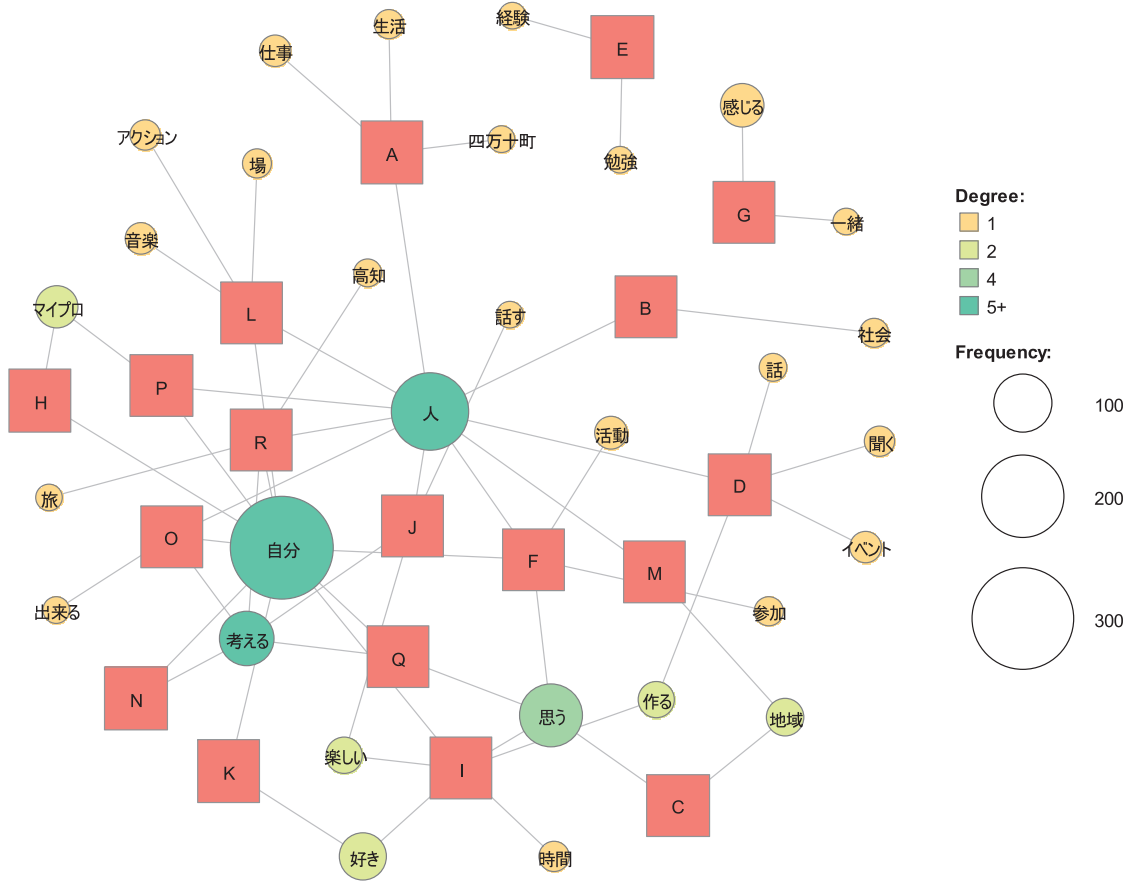 生活
経験
仕事
E
感じる
アクション
四万十町
A
場
勉強
Degree:
1
G
一緒
音楽
2
高知
4
マイプロ
L
話す
B
5+
社会
Frequency:
話
P
H
人
100
R
活動
聞く
旅
D
200
O
自分
J
イベント
F
M
出来る
参加
300
考える
Q
N
作る
思う
地域
楽しい
K
I
C
好き
時間